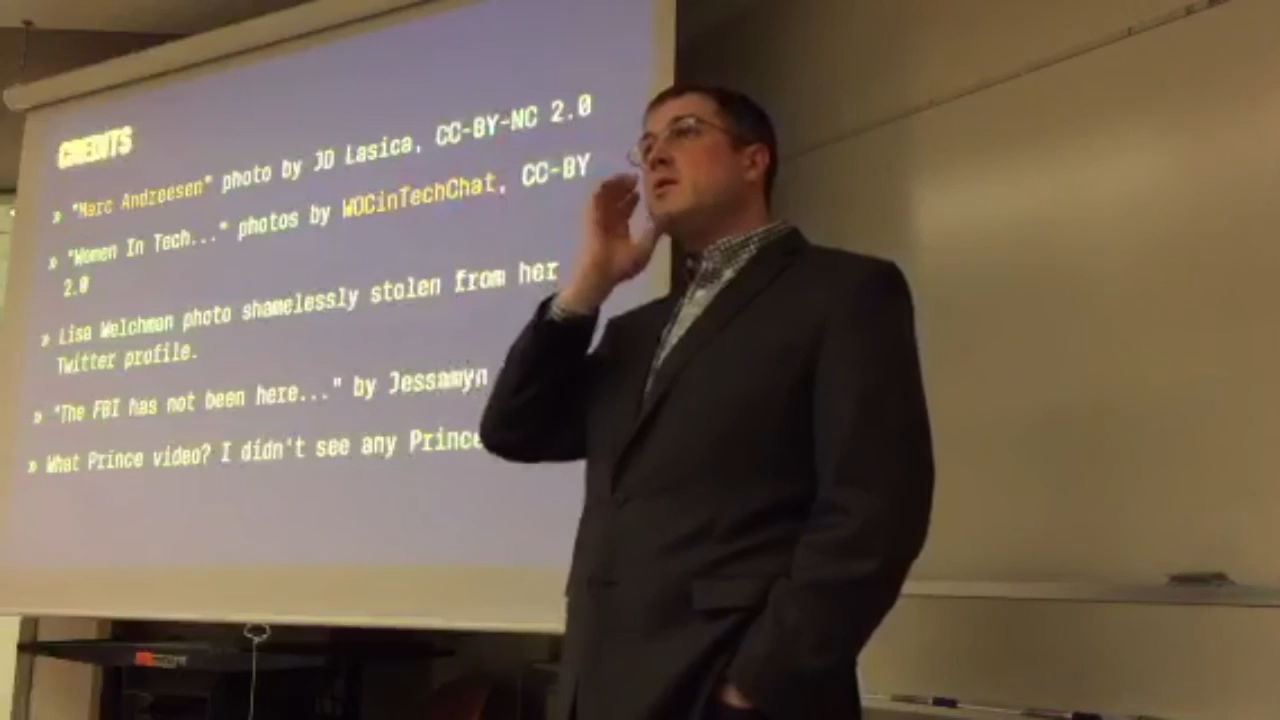 CREDITS
» "Marc Andreesen" photo by JD Lasica, CC-BY-NC 2.0
» "Women In Tech..." photos by WOCinTechChat, CC-BY
2.0
» Lisa Welchman photo shamelessly stolen from her
Twitter profile.
» "The FBI has not been here..." by Jessamyn
» What Prince video? I didn't see any Prince